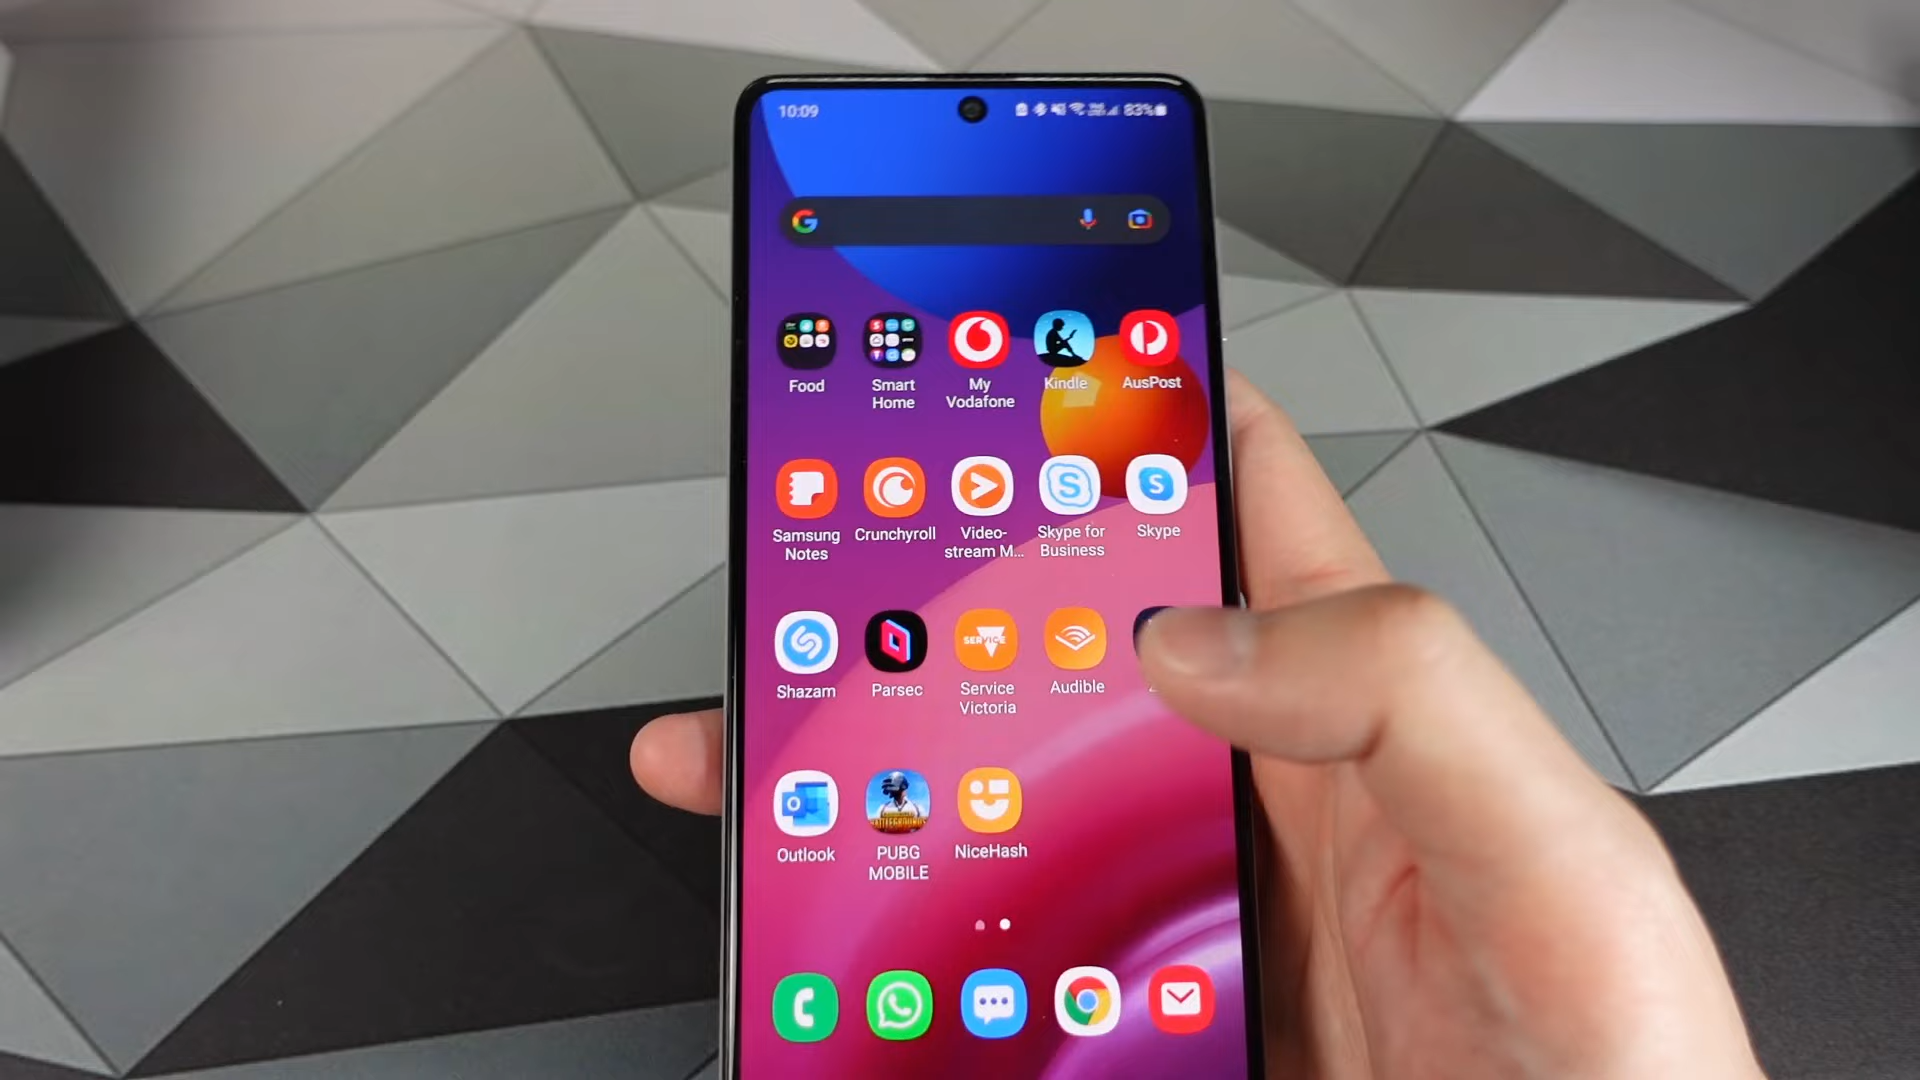 10:09
83%
Food
Smart
Home
My
Vodafone
Kindle
AusPost
Samsung
Notes
Crunchyroll
Video-
stream M...
Skype for
Business
Skype
Shazam
Parsec
SERVICE
Service
Victoria
Audible
Outlook
BATTLEGROUNDS
PUBG
MOBILE
NiceHash